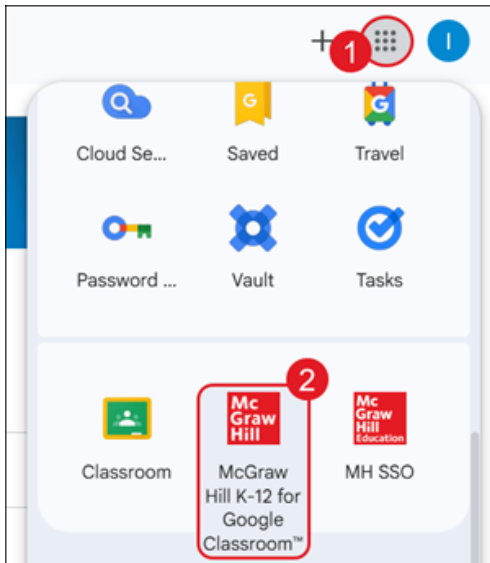 +
1
I
G
G
Cloud Se...
Saved
Travel
Password ...
Vault
Tasks
2
Mc
Graw
Hill
Mc
Graw
Hill
Education
Classroom
McGraw
Hill K-12 for
Google
Classroom™
MH SSO